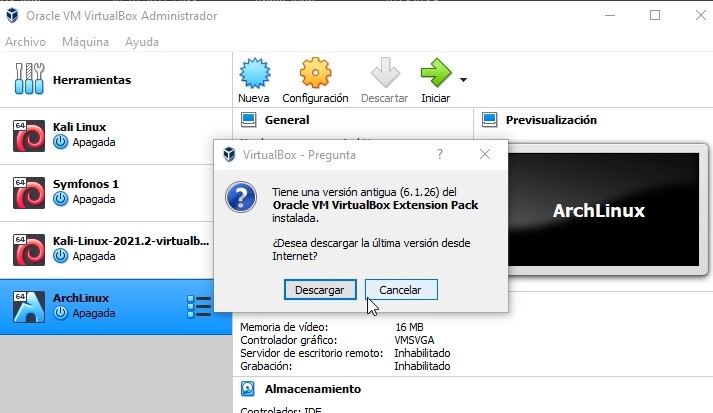 Oracle VM VirtualBox Administrador
Archivo Máquina Ayuda
Herramientas
Nueva Configuración Descartar Iniciar
64 Kali Linux
Apagada
64 Symfonos 1
Apagada
64 Kali-Linux-2021.2-virtualb...
Apagada
64 ArchLinux
Apagada
General
Previsualización
ArchLinux
VirtualBox - Pregunta ?
Tiene una versión antigua (6.1.26) del
Oracle VM VirtualBox Extension Pack
instalada.
¿Desea descargar la última versión desde
Internet?
Descargar Cancelar
Memoria de vídeo: 16 MB
Controlador gráfico: VMSVGA
Servidor de escritorio remoto: Inhabilitado
Grabación: Inhabilitado
Almacenamiento
Controlador: IDE